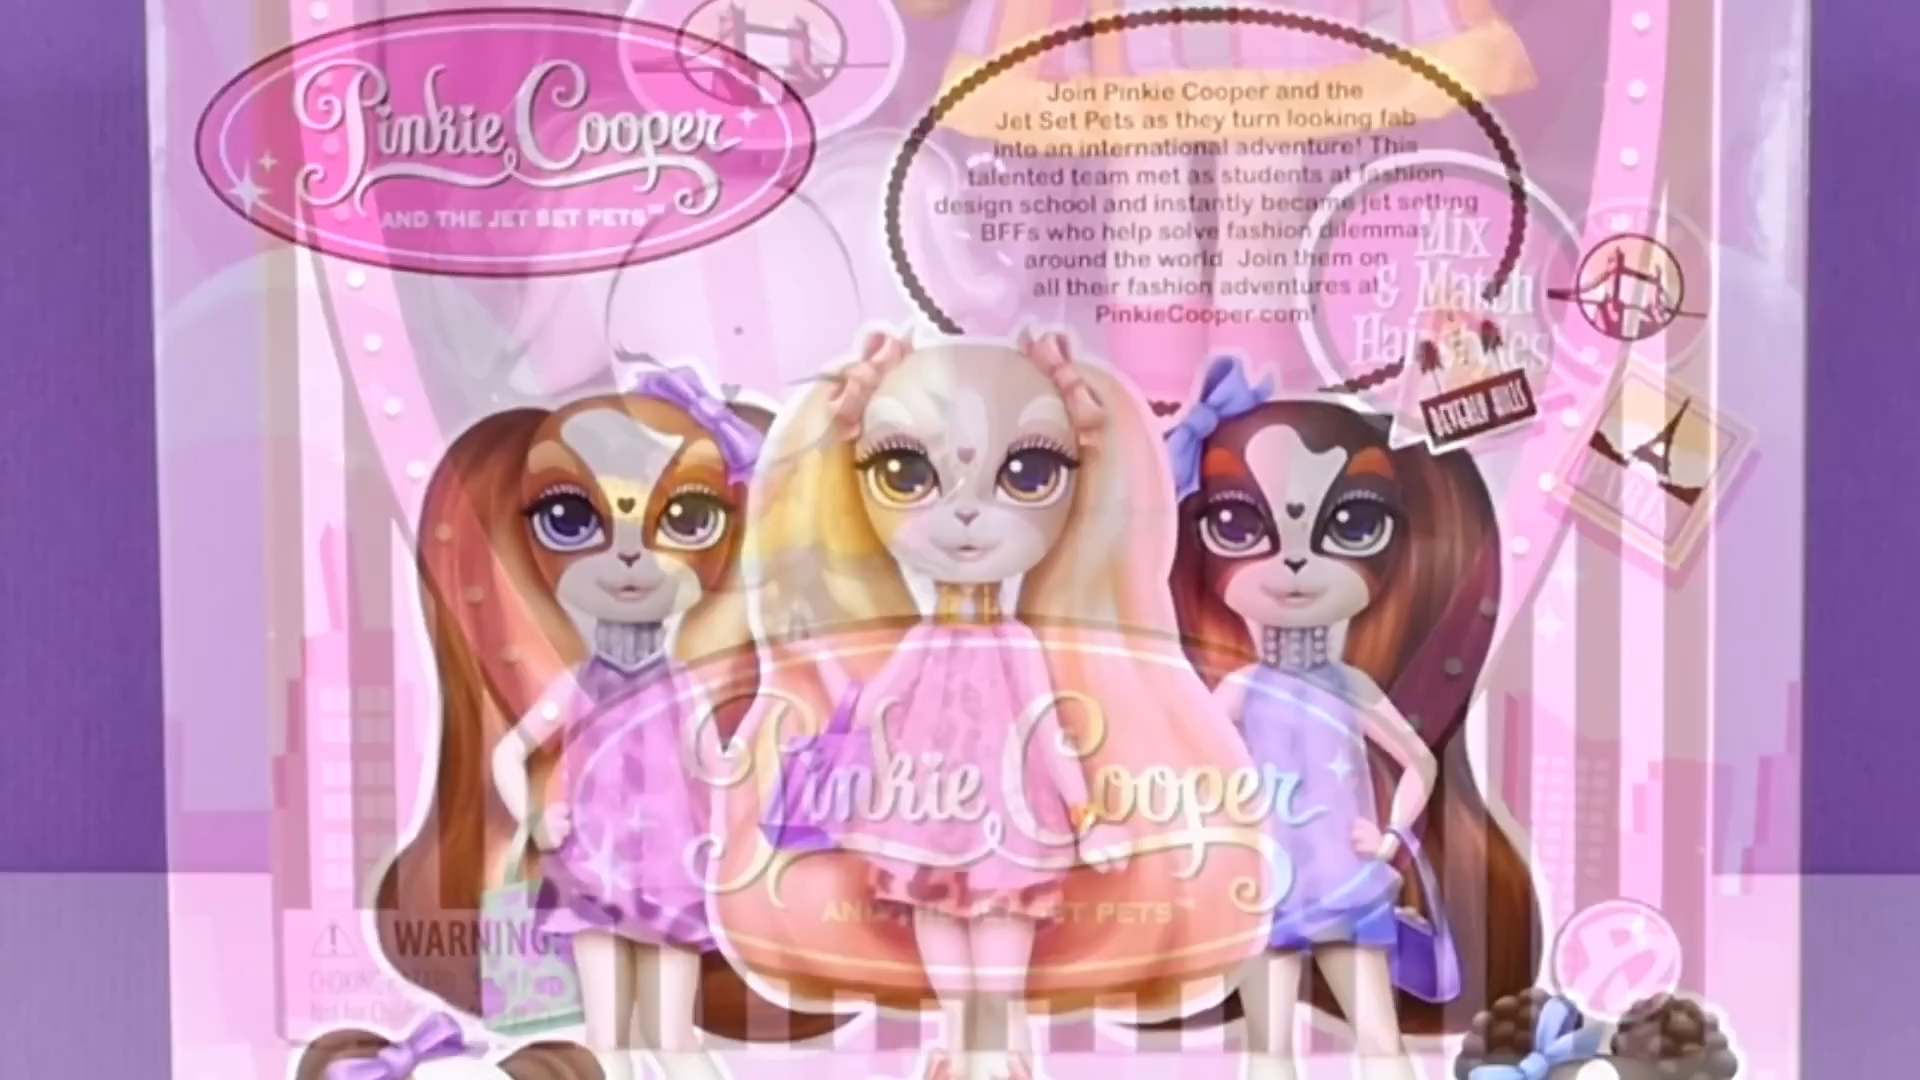 Pinkie Cooper
AND THE JET SET PETS™
Join Pinkie Cooper and the
Jet Set Pets as they turn looking fab
into an international adventure! This
talented team met as students at fashion
design school and instantly became jet setting
BFFs who help solve fashion dilemmas
around the world. Join them on
all their fashion adventures at
PinkieCooper.com!
Mix
& Match
Hairstyles
BEVERLY HILLS
PARIS
Pinkie Cooper
AND THE JET SET PETS™
WARNING:
CHOKING HAZARD